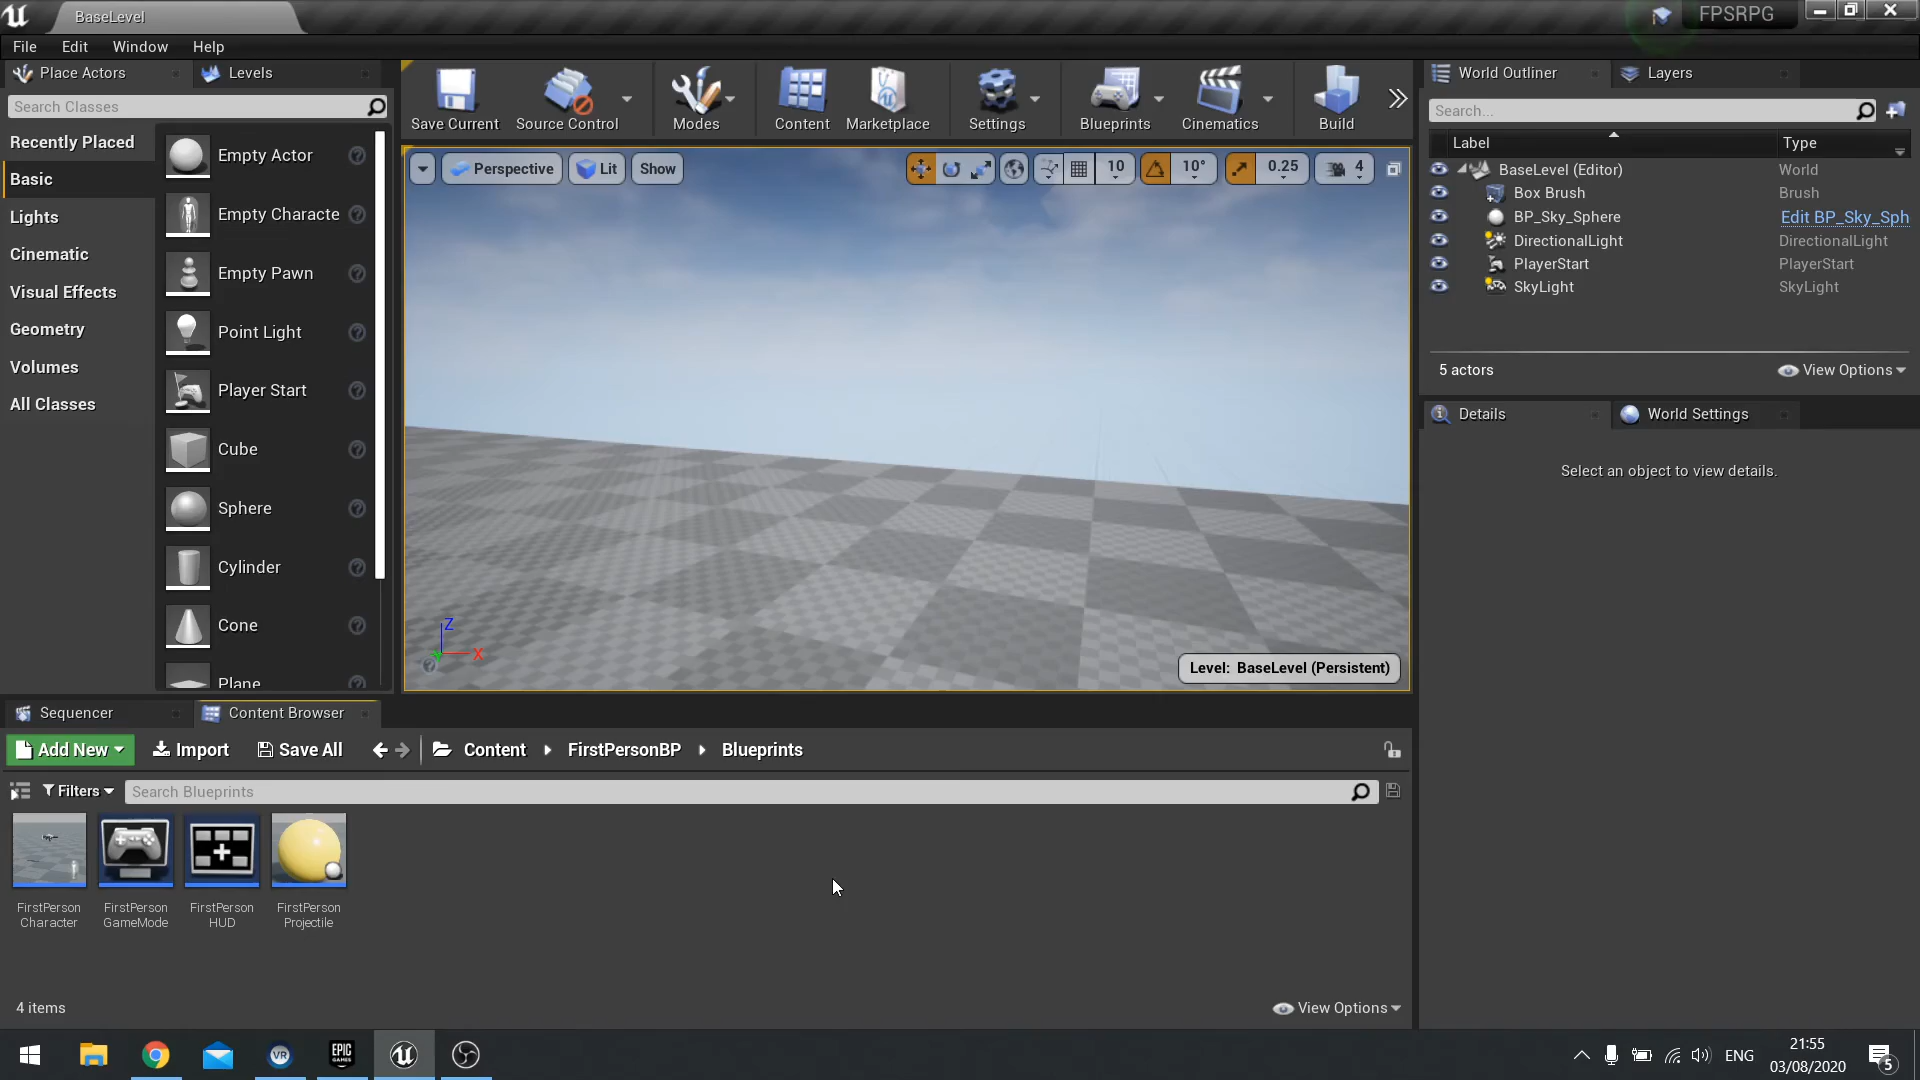 BaseLevel
FPSRPG
File Edit Window Help
Place Actors
Levels
Search Classes
Recently Placed
Basic
Lights
Cinematic
Visual Effects
Geometry
Volumes
All Classes
Empty Actor
Empty Characte
Empty Pawn
Point Light
Player Start
Cube
Sphere
Cylinder
Cone
Plane
Save Current
Source Control
Modes
Content
Marketplace
Settings
Blueprints
Cinematics
Build
Perspective
Lit
Show
10
10°
0.25
4
Z
X
Level: BaseLevel (Persistent)
World Outliner
Layers
Search...
Label Type
BaseLevel (Editor) World
Box Brush Brush
BP_Sky_Sphere Edit BP_Sky_Sph
DirectionalLight DirectionalLight
PlayerStart PlayerStart
SkyLight SkyLight
5 actors
View Options
Details
World Settings
Select an object to view details.
Sequencer
Content Browser
Add New
Import
Save All
Content
FirstPersonBP
Blueprints
Filters
Search Blueprints
FirstPerson
Character
FirstPerson
GameMode
FirstPerson
HUD
FirstPerson
Projectile
4 items
View Options
VR
EPIC
GAMES
ENG
21:55
03/08/2020
5